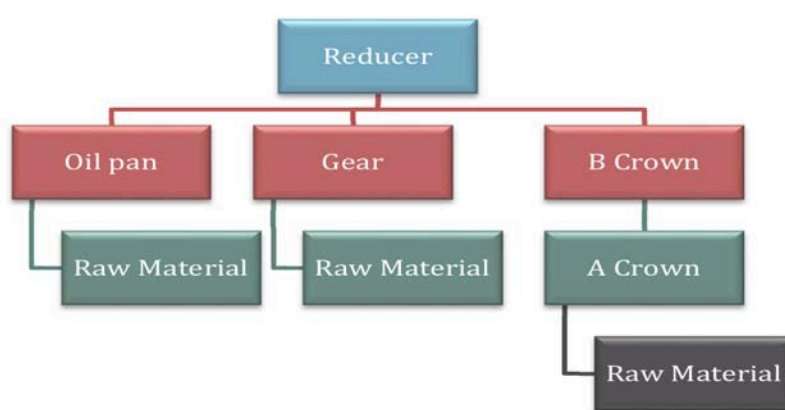 Reducer
Oil pan
Gear
B Crown
Raw Material
Raw Material
A Crown
Raw Material